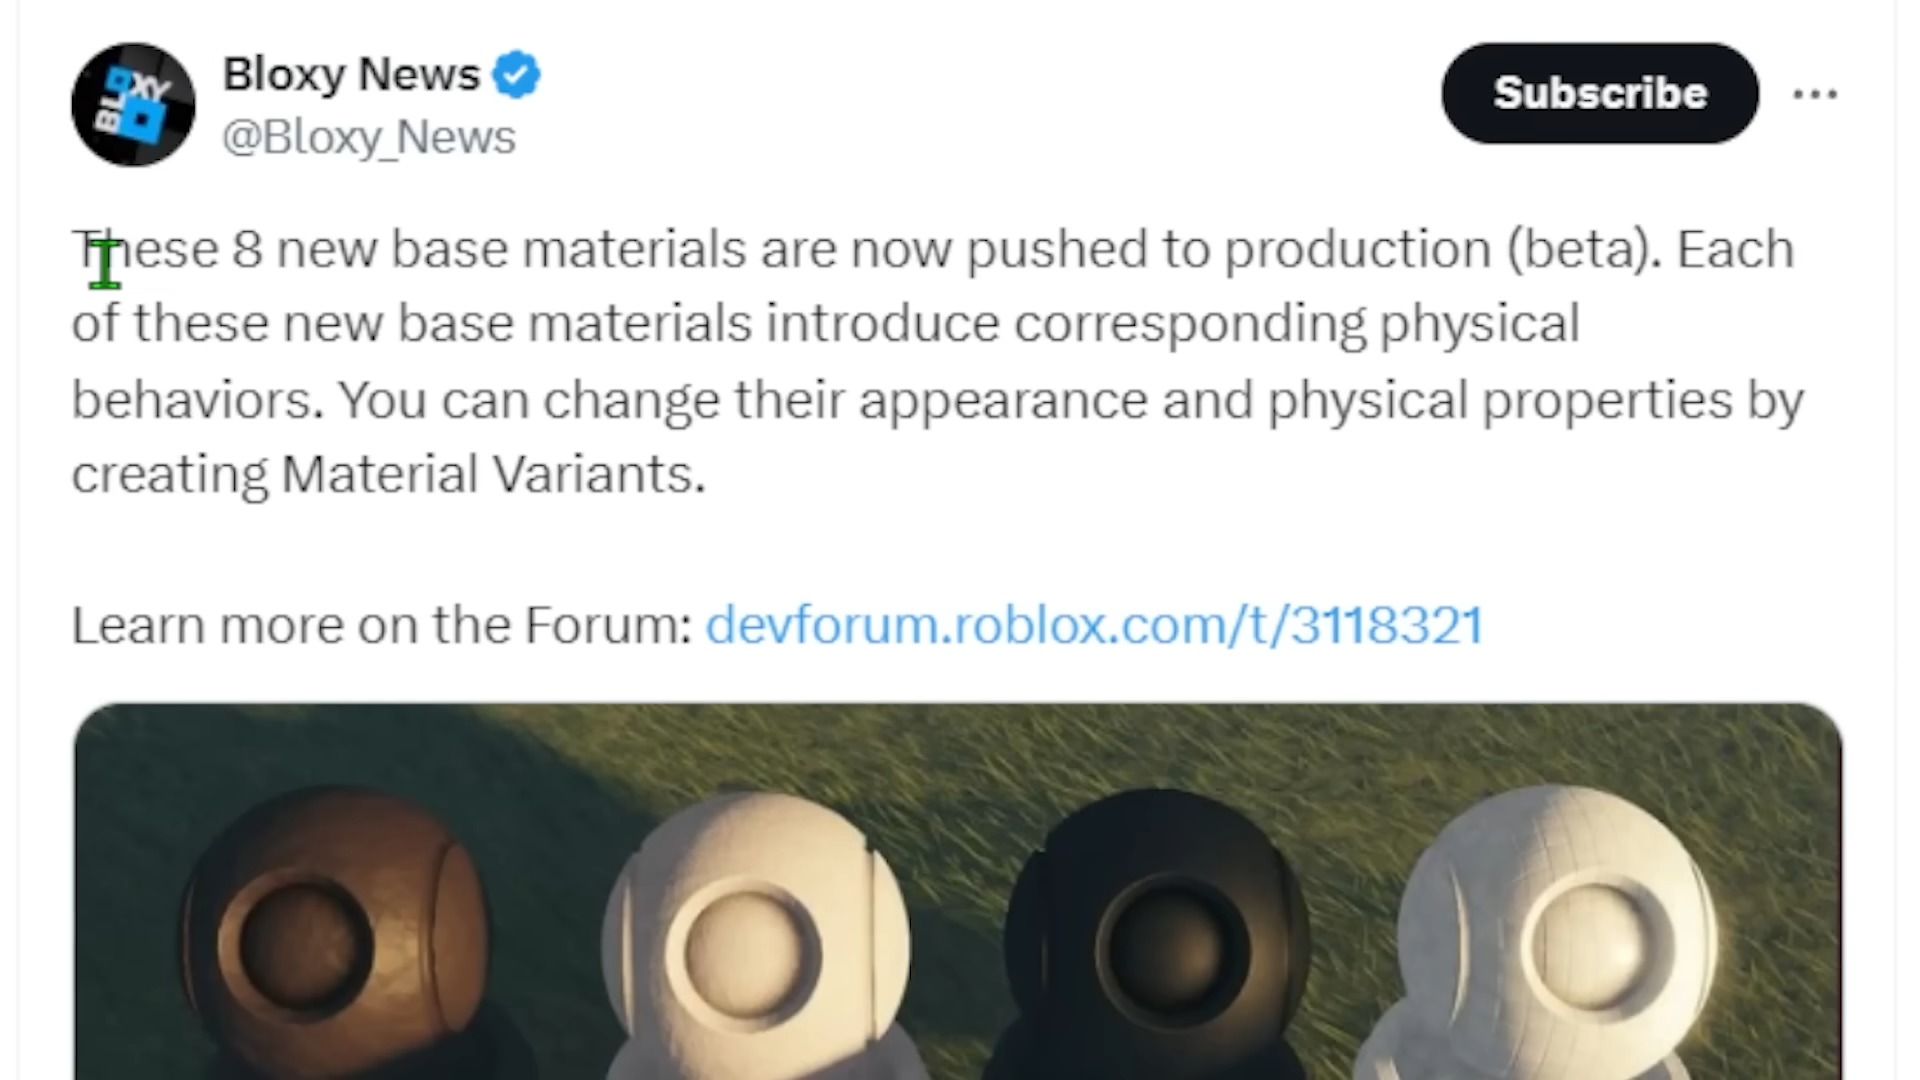 Bloxy News
@Bloxy_News
Subscribe
BLOXY
These 8 new base materials are now pushed to production (beta). Each
of these new base materials introduce corresponding physical
behaviors. You can change their appearance and physical properties by
creating Material Variants.
Learn more on the Forum: devforum.roblox.com/t/3118321